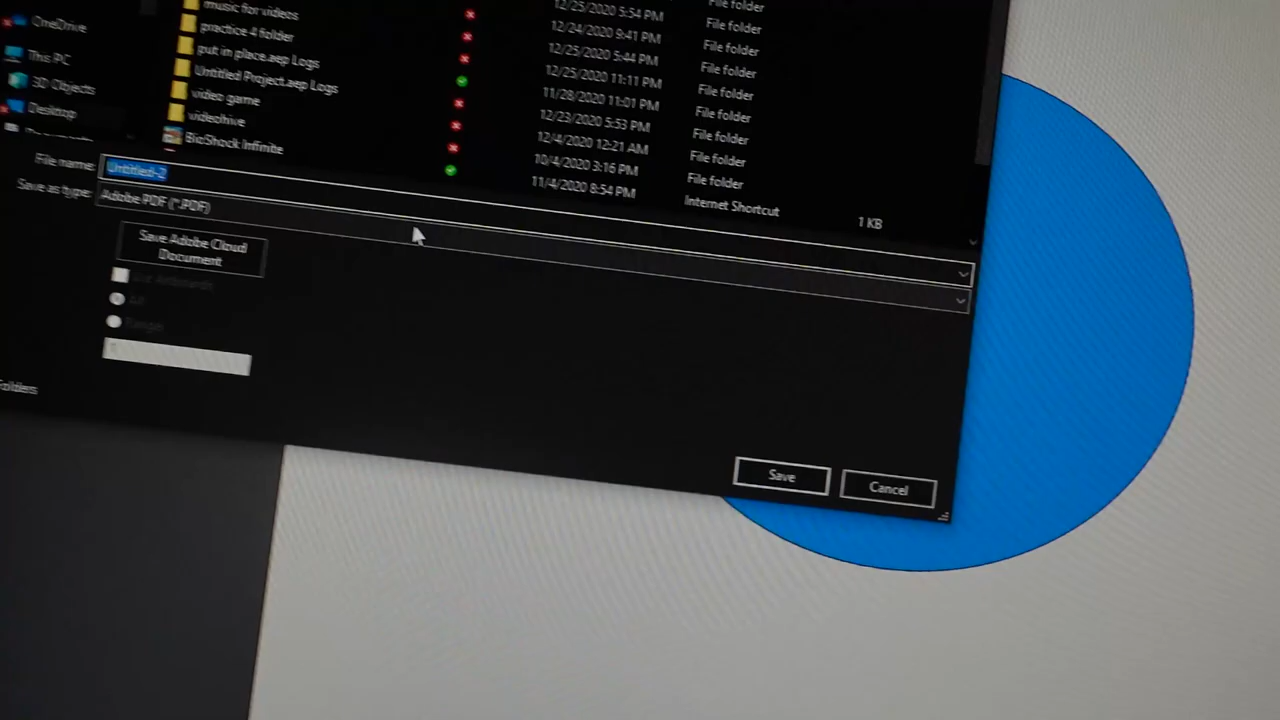 music for videos 12/25/2020 5:54 PM File folder
OneDrive practice 4 folder 12/24/2020 9:41 PM File folder
This PC put in place.aep Logs 12/25/2020 5:44 PM File folder
3D Objects Untitled Project.aep Logs 12/25/2020 11:11 PM File folder
Desktop video game 11/28/2020 11:01 PM File folder
videohive 12/23/2020 5:53 PM File folder
BioShock Infinite 12/4/2020 12:21 AM File folder
10/4/2020 3:16 PM File folder
11/4/2020 8:54 PM Internet Shortcut 1 KB
File name: Untitled-2
Save as type: Adobe PDF (*.PDF)
Save Adobe Cloud
Document
Use Artboards
All
Range
1
Folders
Save Cancel